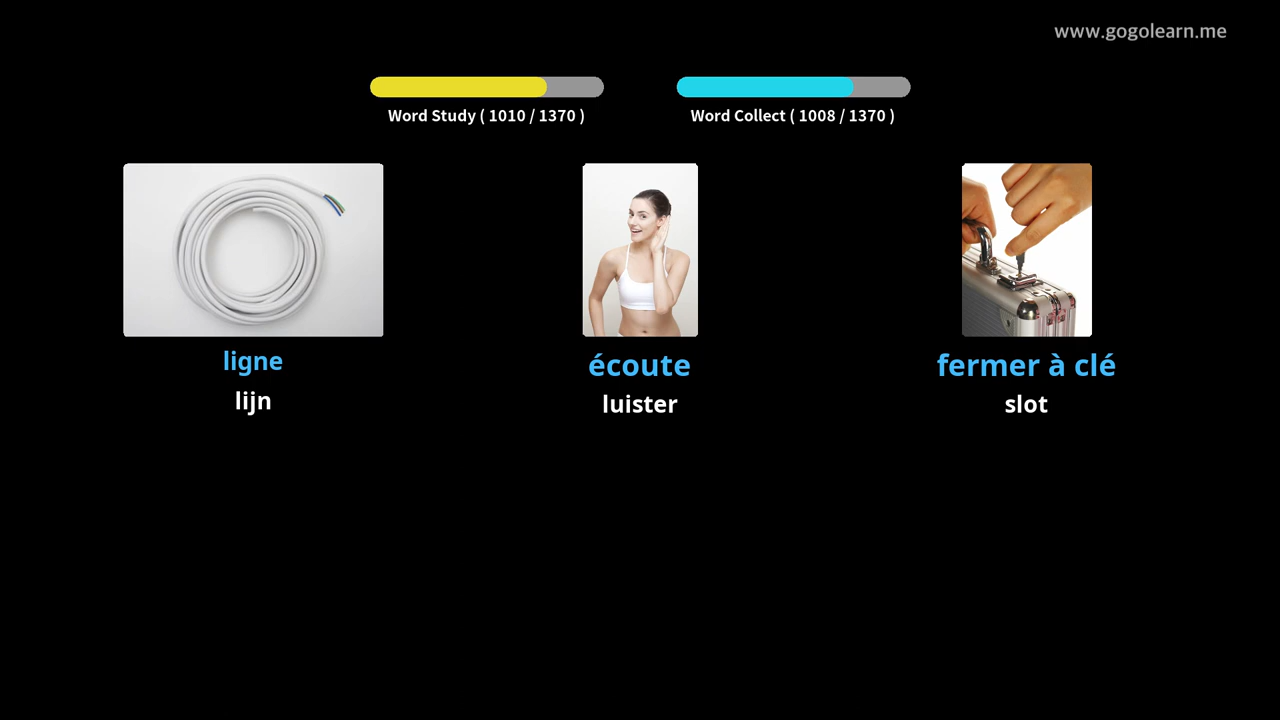 www.gogolearn.me
Word Study ( 1010 / 1370 )
Word Collect ( 1008 / 1370 )
ligne
écoute
fermer à clé
lijn
luister
slot